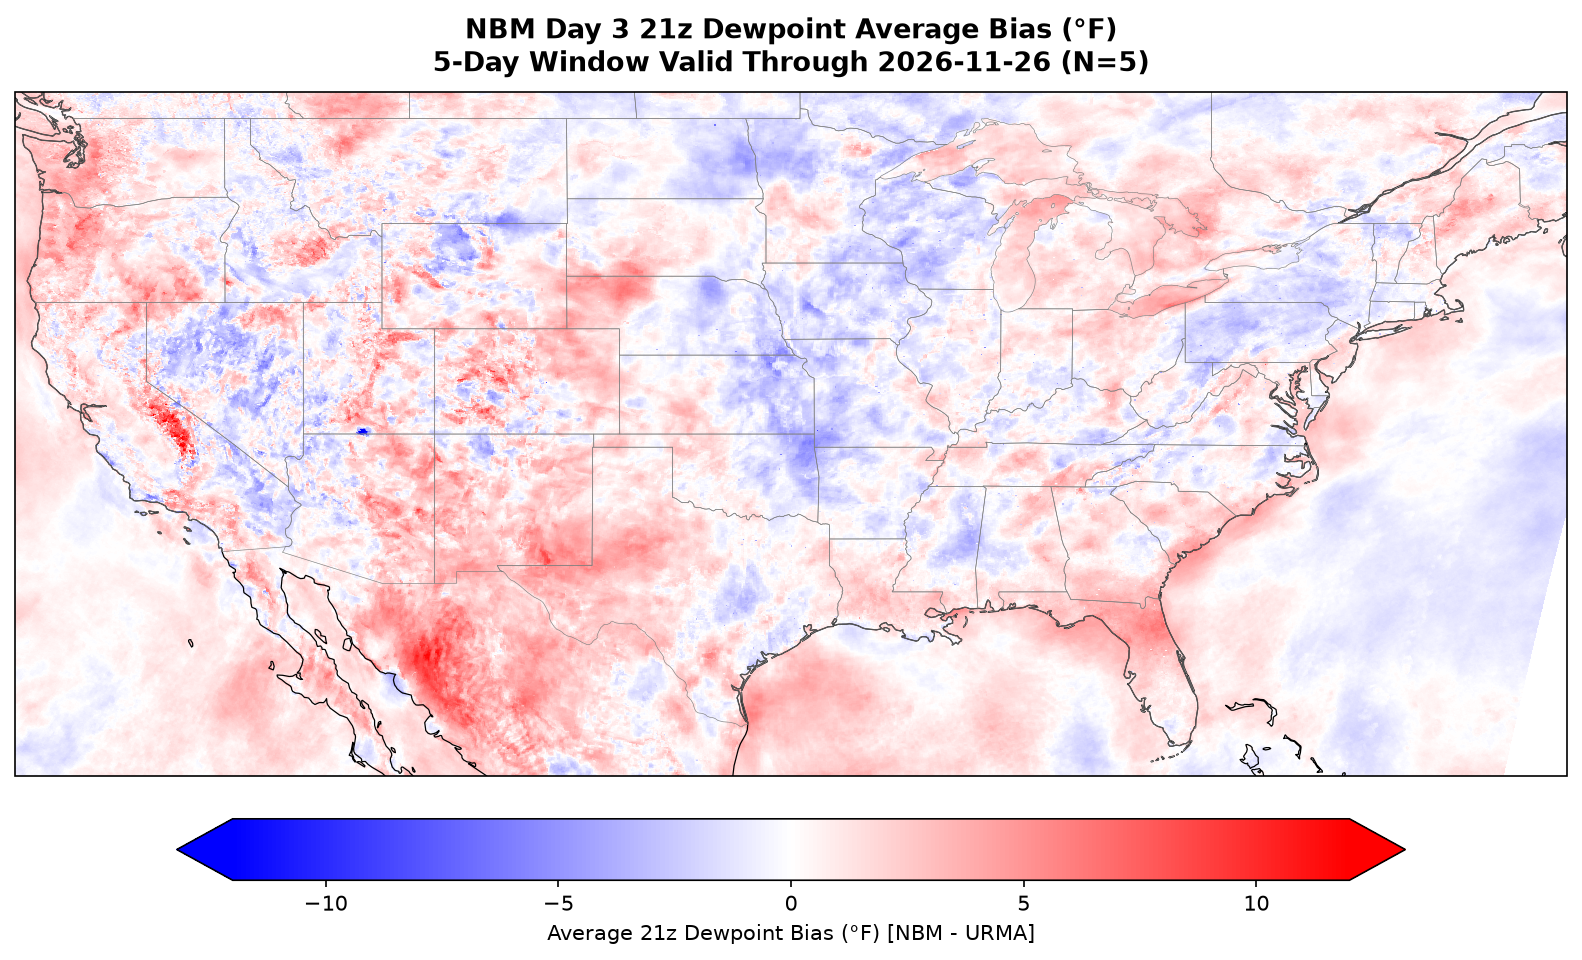 NBM Day 3 21z Dewpoint Average Bias (°F)
5-Day Window Valid Through 2026-11-26 (N=5)
−10 −5 0 5 10
Average 21z Dewpoint Bias (°F) [NBM - URMA]